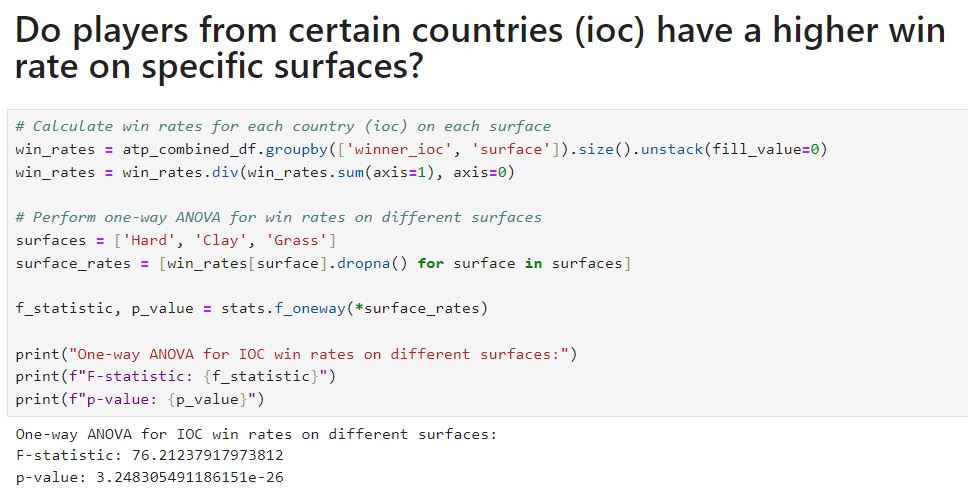 Do players from certain countries (ioc) have a higher win
rate on specific surfaces?
# Calculate win rates for each country (ioc) on each surface
win_rates = atp_combined_df.groupby(['winner_ioc', 'surface']).size().unstack(fill_value=0)
win_rates = win_rates.div(win_rates.sum(axis=1), axis=0)
# Perform one-way ANOVA for win rates on different surfaces
surfaces = ['Hard', 'Clay', 'Grass']
surface_rates = [win_rates[surface].dropna() for surface in surfaces]
f_statistic, p_value = stats.f_oneway(*surface_rates)
print("One-way ANOVA for IOC win rates on different surfaces:")
print(f"F-statistic: {f_statistic}")
print(f"p-value: {p_value}")
One-way ANOVA for IOC win rates on different surfaces:
F-statistic: 76.21237917973812
p-value: 3.248305491186151e-26